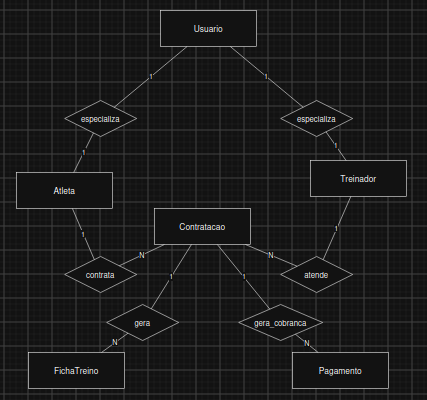 Usuario
1 1
especializa especializa
1 1
Atleta Treinador
Contratacao
1 1
N N
contrata atende
1 1
gera gera_cobranca
N N
FichaTreino Pagamento